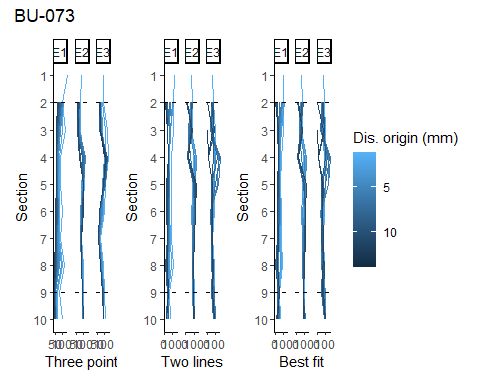 BU-073
E1 E2 E3 E1 E2 E3 E1 E2 E3
1 1 1
2 2 2
3 3 3
4 4 4
5 5 5
6 6 6
7 7 7
8 8 8
9 9 9
10 10 10
Section Section Section
Three point Two lines Best fit
Dis. origin (mm)
5
10